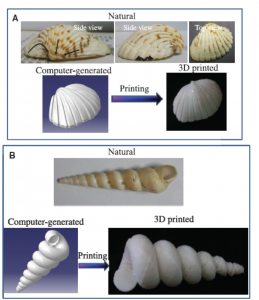 A
Natural
Side view
Side view
Top view
Computer-generated
Printing
3D printed
B
Natural
Computer-generated
Printing
3D printed